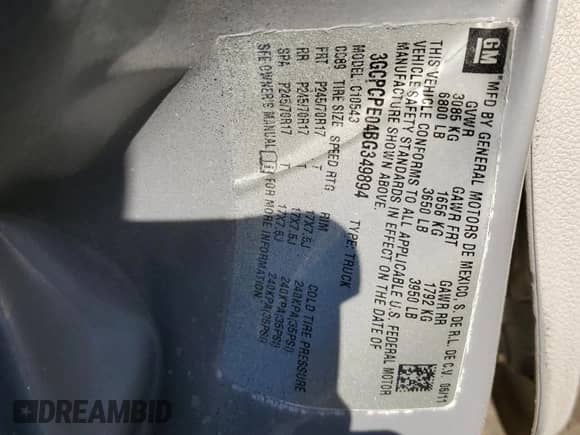 GM
MFD BY GENERAL MOTORS DE MEXICO, S. DE R.L. DE C.V. 06/11
GVWR GAWR FRT GAWR RR
3085 KG 1656 KG 1792 KG
6800 LB 3650 LB 3950 LB
THIS VEHICLE CONFORMS TO ALL APPLICABLE U.S. FEDERAL MOTOR
VEHICLE SAFETY STANDARDS IN EFFECT ON THE DATE OF
MANUFACTURE SHOWN ABOVE.
3GCPCPE04BG349894 TYPE: TRUCK
MODEL: C10543
CG89 TIRE SIZE SPEED RTG RIM COLD TIRE PRESSURE
FRT P245/70R17 T 17X7.5J 240KPA(35PSI)
RR P245/70R17 T 17X7.5J 240KPA(35PSI)
SPA P245/70R17 T 17X7.5J 240KPA(35PSI)
SEE OWNER'S MANUAL FOR MORE INFORMATION.
DREAMBID